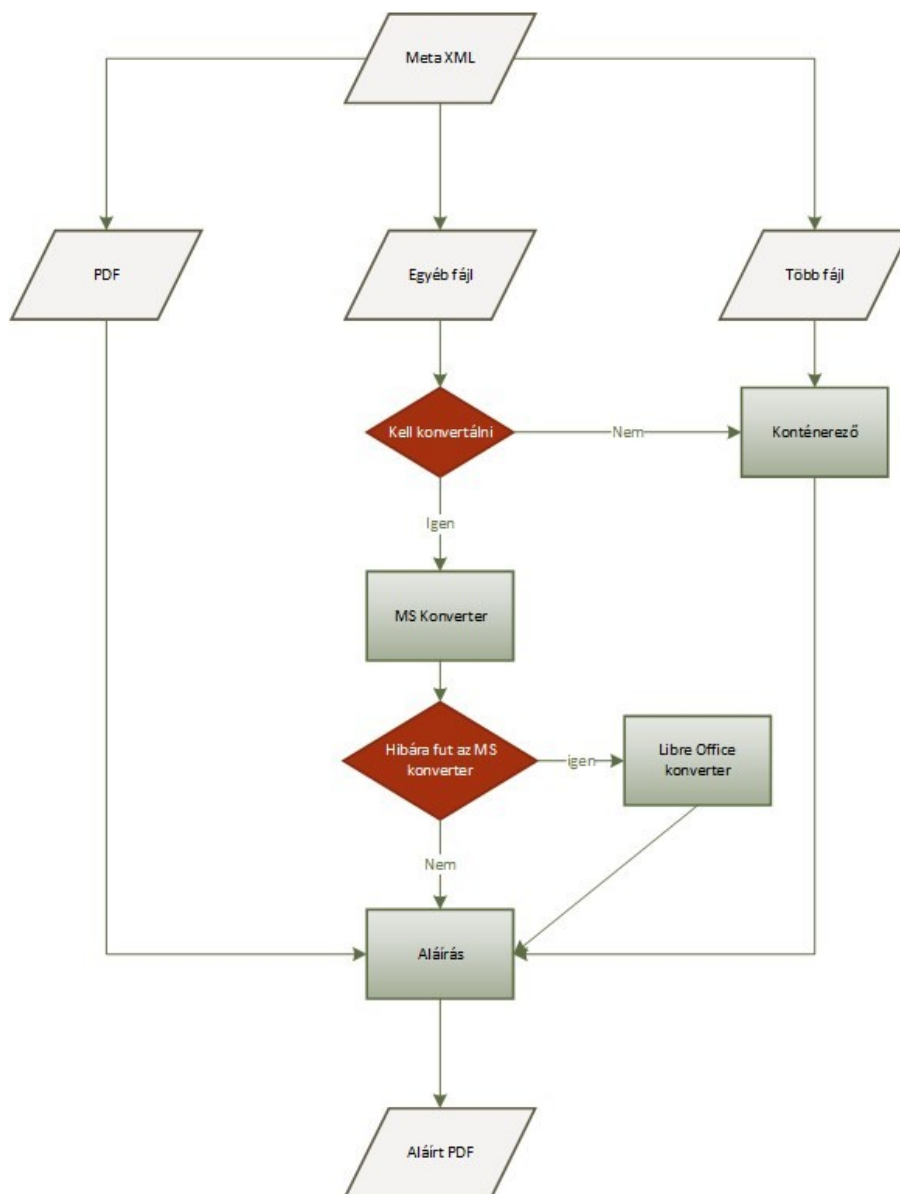 Meta XML
PDF
Egyéb fájl
Több fájl
Kell konvertálni
Nem
Konténerező
Igen
MS Konverter
Hibára fut az MS
konverter
igen
Libre Office
konverter
Nem
Aláírás
Aláírt PDF